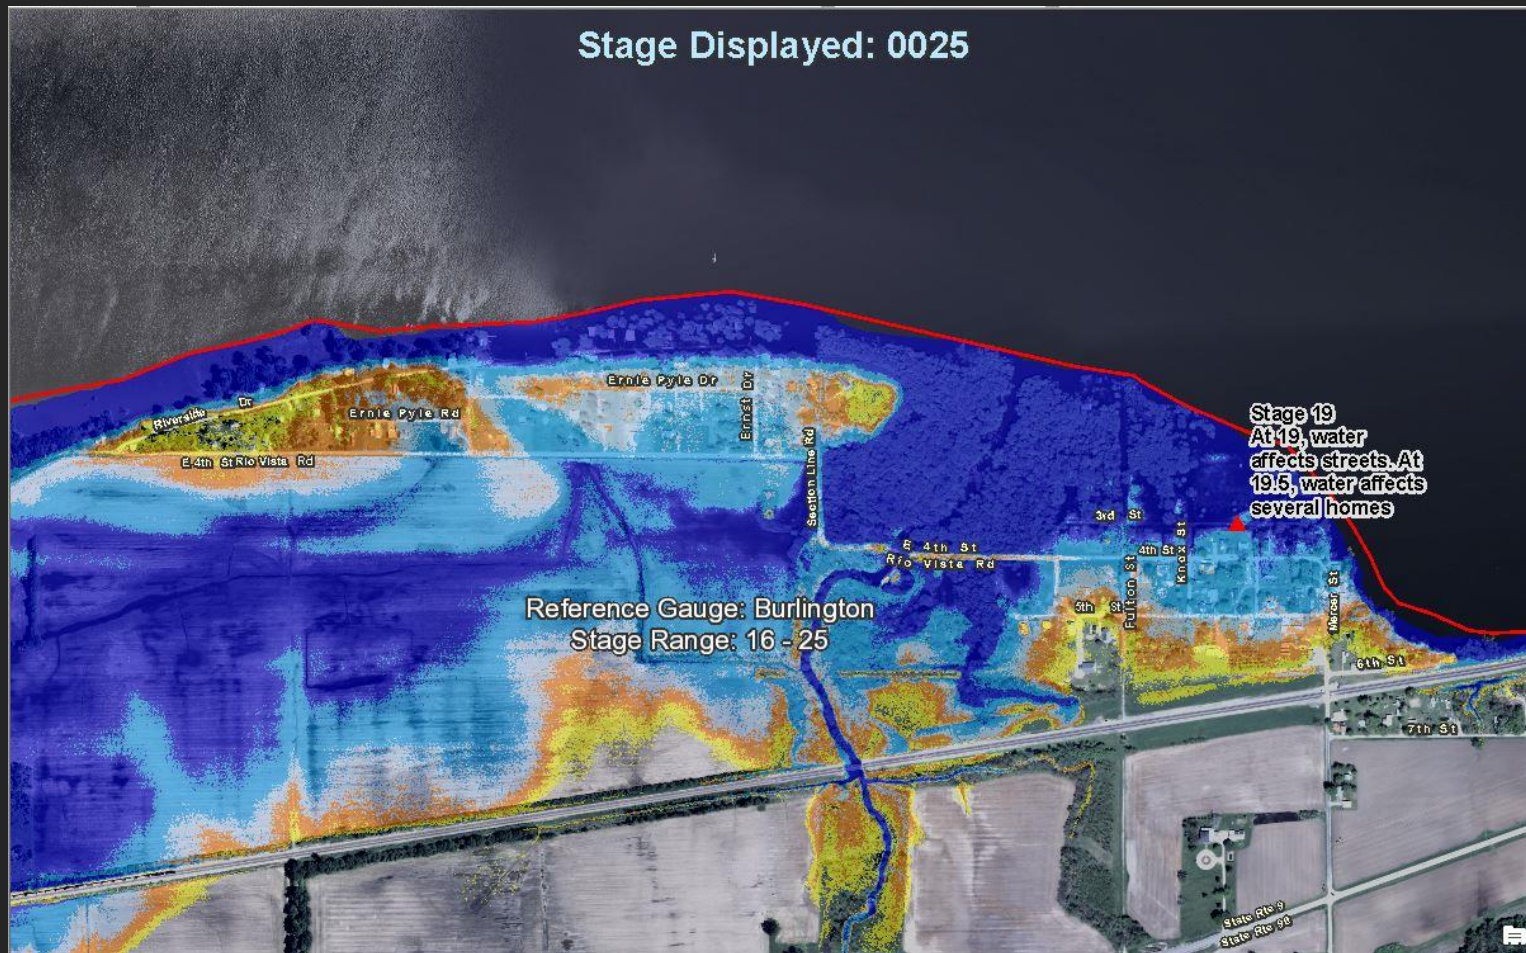 Stage Displayed: 0025
Ernie Pyle Dr
Ernst Dr
Riverside Dr
Ernie Pyle Rd
E 4th St Rio Vista Rd
Section Line Rd
Stage 19
At 19, water
affects streets. At
19.5, water affects
several homes
3rd St
E 4th St
4th St
Rio Vista Rd
Knox St
Fulton St
Mercer St
5th St
Reference Gauge: Burlington
Stage Range: 16 - 25
6th St
7th St
State Rte 9
State Rte 96